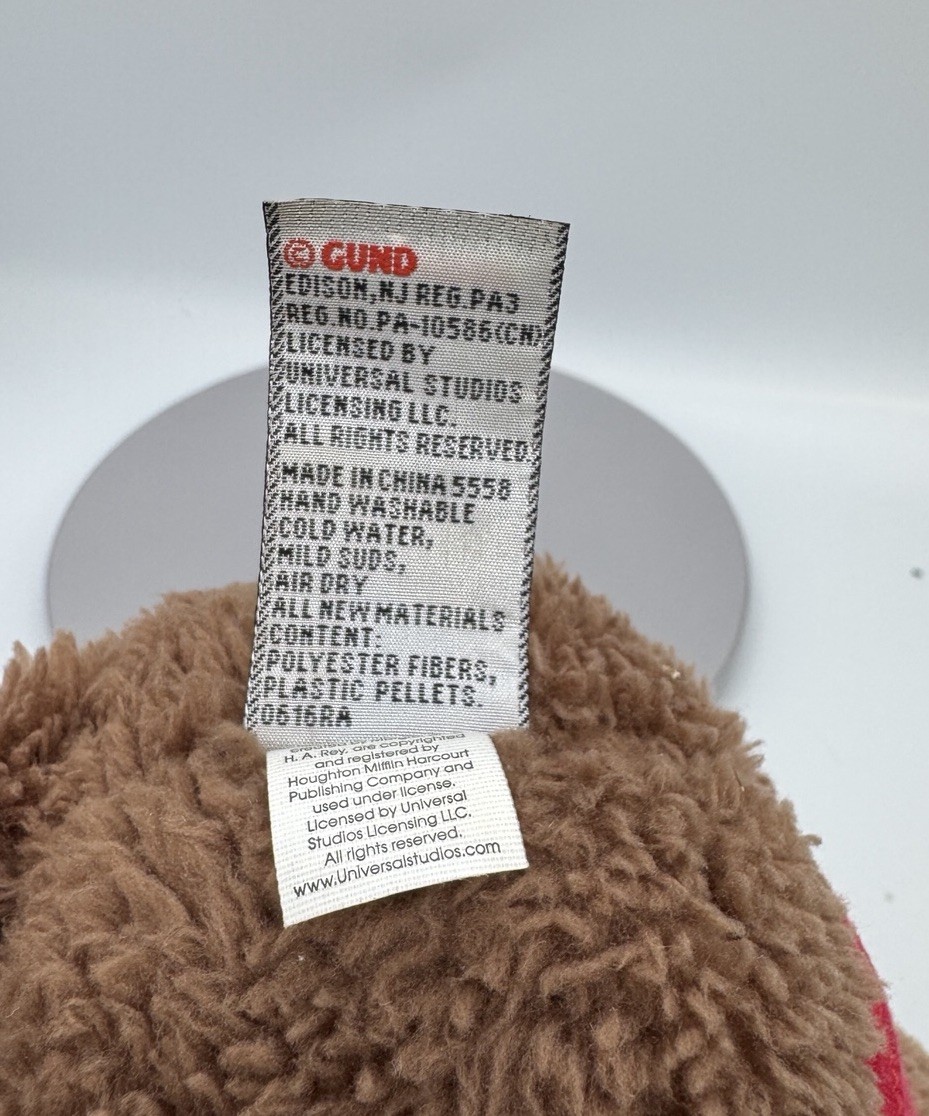 © GUND
EDISON,NJ REG.PA3
REG.NO.PA-10586(CN)
LICENSED BY
UNIVERSAL STUDIOS
LICENSING LLC.
ALL RIGHTS RESERVED.
MADE IN CHINA 5558
HAND WASHABLE
COLD WATER,
MILD SUDS,
AIR DRY
ALL NEW MATERIALS
CONTENT:
POLYESTER FIBERS,
PLASTIC PELLETS.
0616RA
H. A. Rey, are copyrighted
and registered by
Houghton Mifflin Harcourt
Publishing Company and
used under license.
Licensed by Universal
Studios Licensing LLC.
All rights reserved.
www.Universalstudios.com